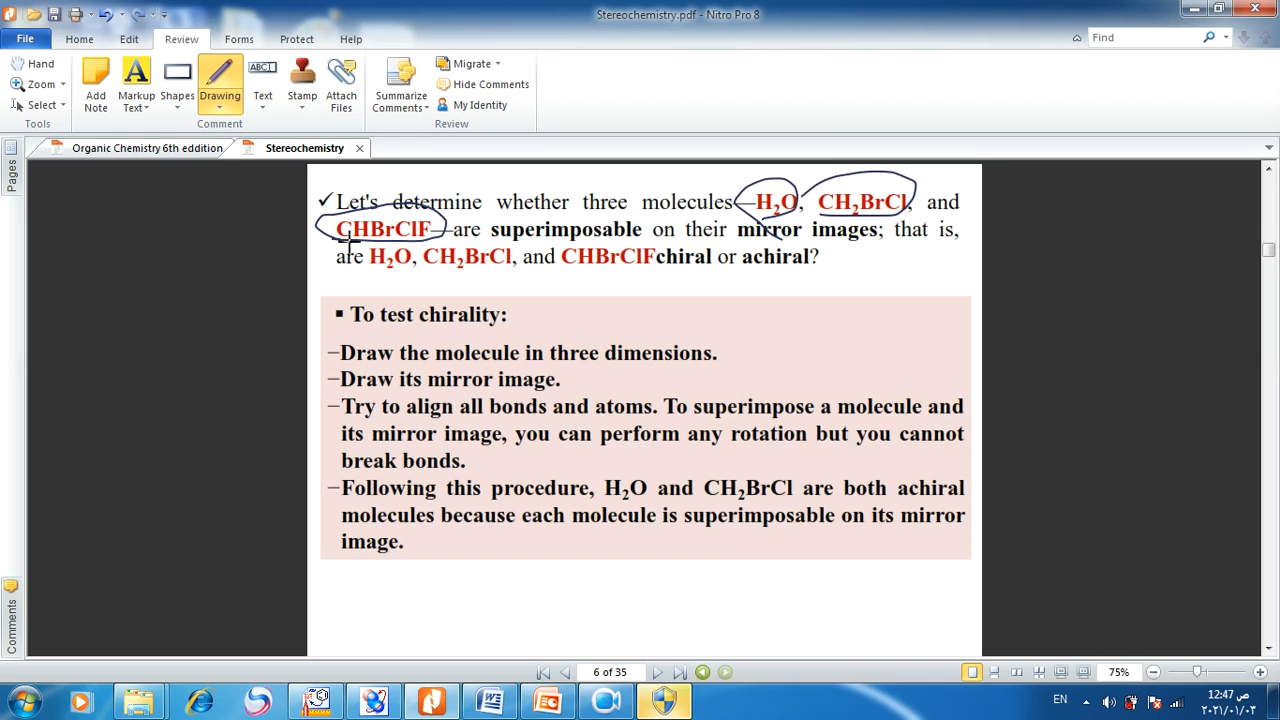 Stereochemistry.pdf - Nitro Pro 8
File Home Edit Review Forms Protect Help
Find
Hand
Zoom
Select
Tools
Add Note
Markup Text
Shapes
Drawing
Text
Stamp
Attach Files
Comment
Summarize Comments
Migrate
Hide Comments
My Identity
Review
Organic Chemistry 6th eddition
Stereochemistry
Pages
✓ Let's determine whether three molecules—H₂O, CH₂BrCl, and
CHBrClF—are superimposable on their mirror images; that is,
are H₂O, CH₂BrCl, and CHBrClFchiral or achiral?
▪ To test chirality:
–Draw the molecule in three dimensions.
–Draw its mirror image.
–Try to align all bonds and atoms. To superimpose a molecule and
its mirror image, you can perform any rotation but you cannot
break bonds.
–Following this procedure, H₂O and CH₂BrCl are both achiral
molecules because each molecule is superimposable on its mirror
image.
Comments
6 of 35
75%
EN
12:47 ص
٢٠٢١/٠١/٠٣